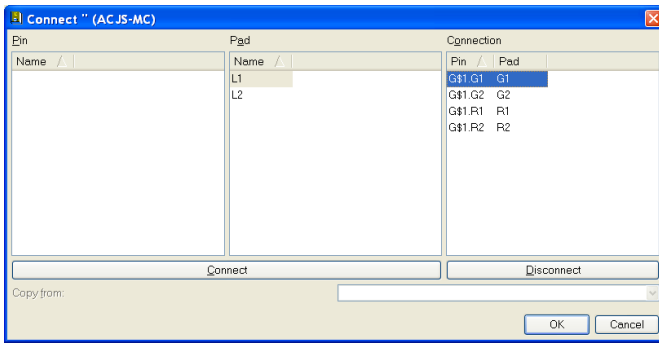 Connect '' (ACJS-MC)
Pin Pad Connection
Name Name Pin Pad
L1 G$1.G1 G1
L2 G$1.G2 G2
G$1.R1 R1
G$1.R2 R2
Connect Disconnect
Copy from:
OK Cancel